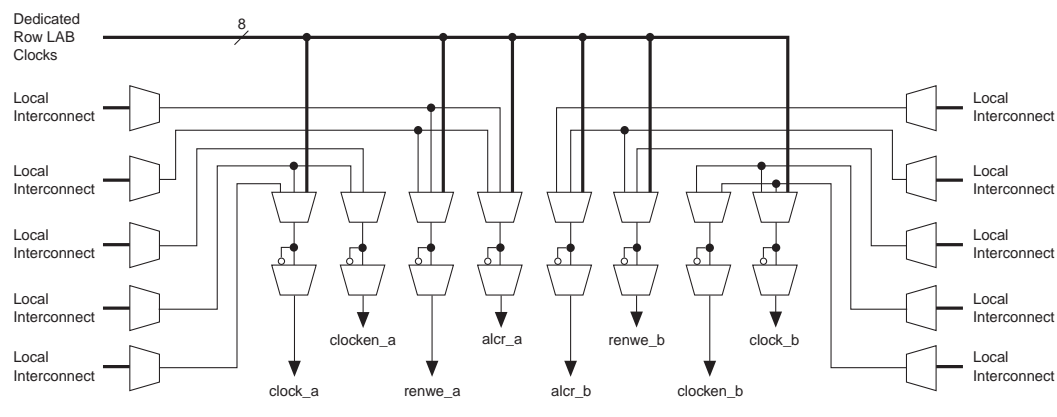 Dedicated
Row LAB
Clocks
8
Local
Interconnect
Local
Interconnect
Local
Interconnect
Local
Interconnect
Local
Interconnect
Local
Interconnect
Local
Interconnect
Local
Interconnect
Local
Interconnect
Local
Interconnect
clocken_a
alcr_a
renwe_b
clock_b
clock_a
renwe_a
alcr_b
clocken_b